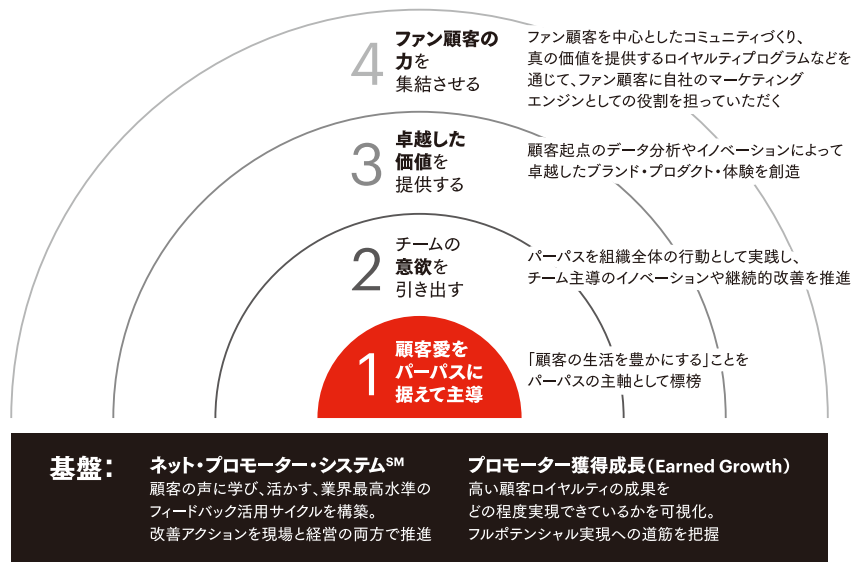 4
ファン顧客の
力を
集結させる
ファン顧客を中心としたコミュニティづくり、
真の価値を提供するロイヤルティプログラムなどを
通じて、ファン顧客に自社のマーケティング
エンジンとしての役割を担っていただく
3
卓越した
価値を
提供する
顧客起点のデータ分析やイノベーションによって
卓越したブランド・プロダクト・体験を創造
2
チームの
意欲を
引き出す
パーパスを組織全体の行動として実践し、
チーム主導のイノベーションや継続的改善を推進
1
顧客愛を
パーパスに
据えて主導
「顧客の生活を豊かにする」ことを
パーパスの主軸として標榜
基盤：
ネット・プロモーター・システムSM
顧客の声に学び、活かす、業界最高水準の
フィードバック活用サイクルを構築。
改善アクションを現場と経営の両方で推進
プロモーター獲得成長（Earned Growth）
高い顧客ロイヤルティの成果を
どの程度実現できているかを可視化。
フルポテンシャル実現への道筋を把握